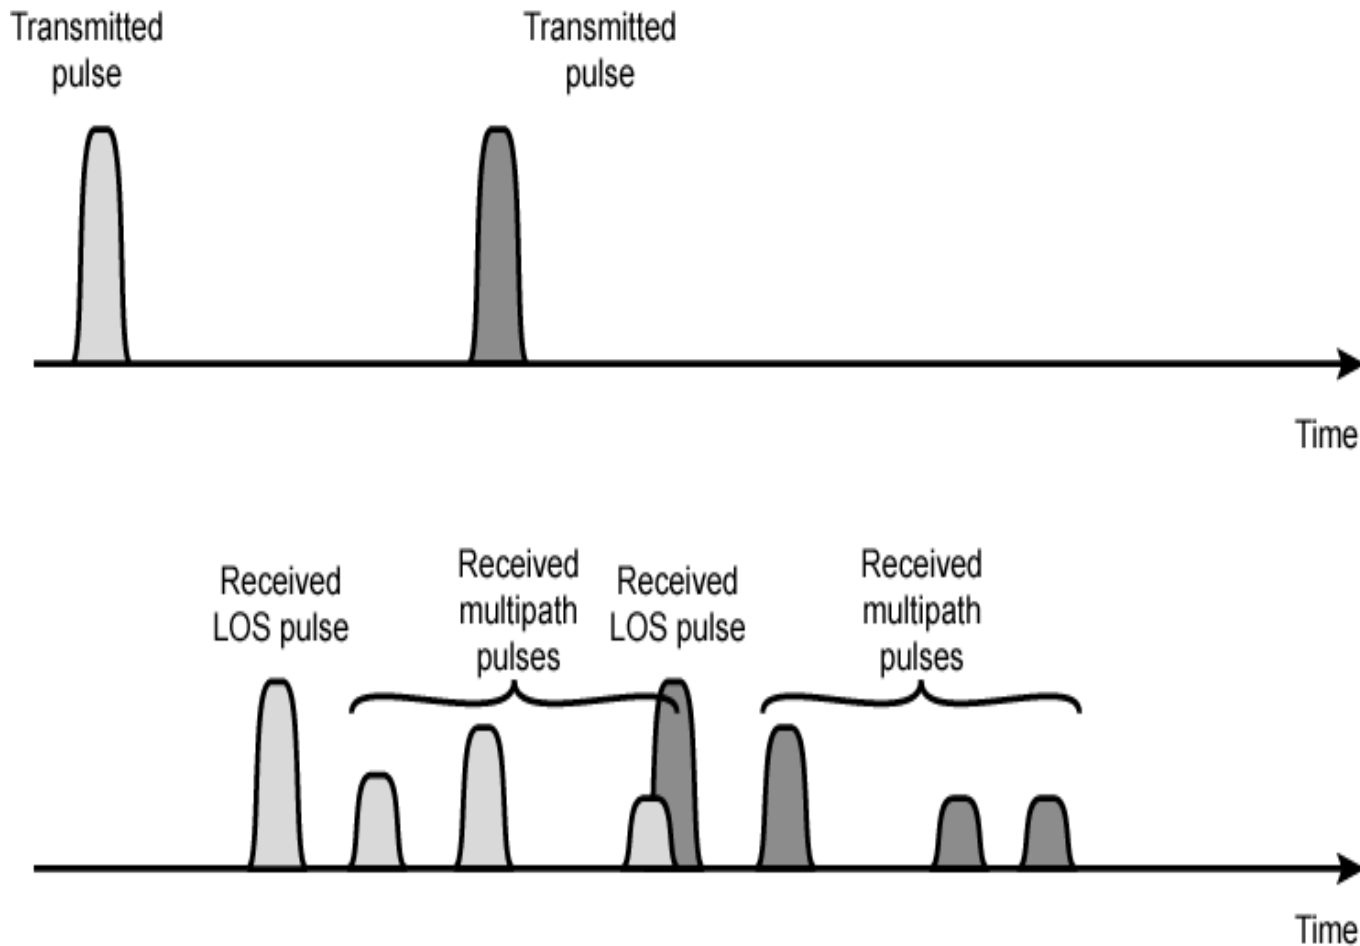 Transmitted
pulse
Transmitted
pulse
Time
Received
LOS pulse
Received
multipath
pulses
Received
LOS pulse
Received
multipath
pulses
Time